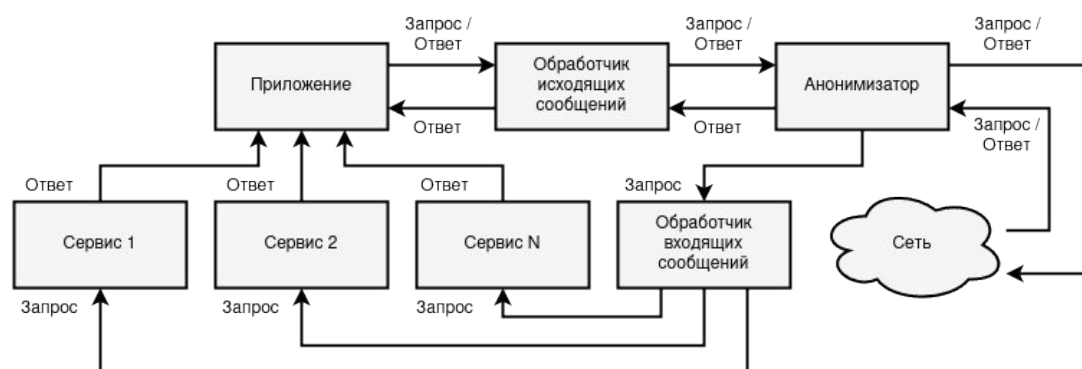 Запрос /
Ответ
Запрос /
Ответ
Запрос /
Ответ
Приложение
Обработчик
исходящих
сообщений
Анонимизатор
Ответ
Ответ
Запрос /
Ответ
Ответ
Ответ
Ответ
Запрос
Сервис 1
Сервис 2
Сервис N
Обработчик
входящих
сообщений
Сеть
Запрос
Запрос
Запрос